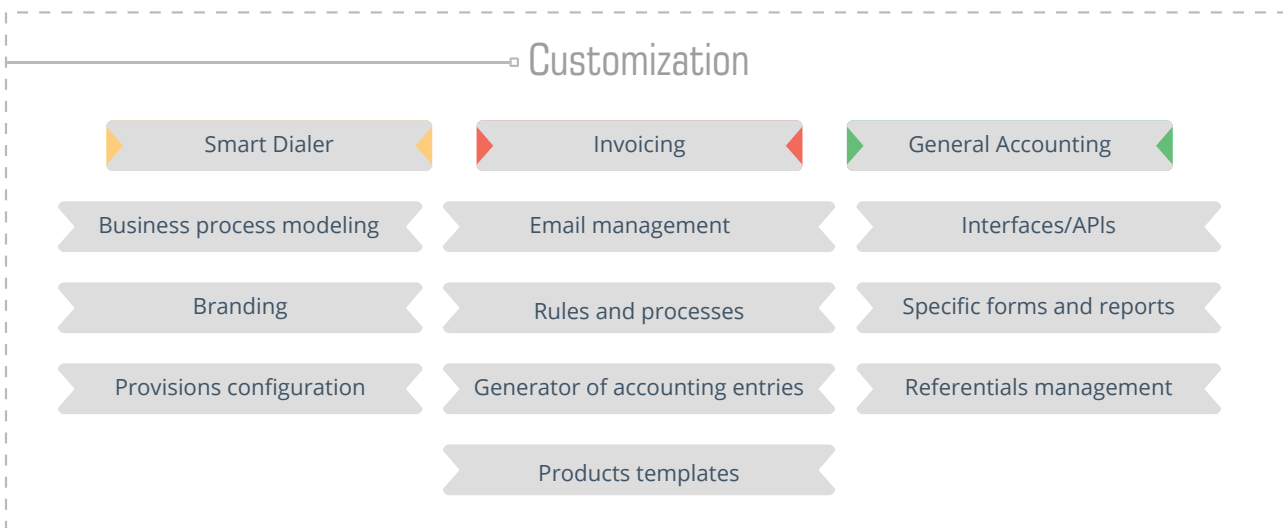 Customization
Smart Dialer
Invoicing
General Accounting
Business process modeling
Email management
Interfaces/APIs
Branding
Rules and processes
Specific forms and reports
Provisions configuration
Generator of accounting entries
Referentials management
Products templates